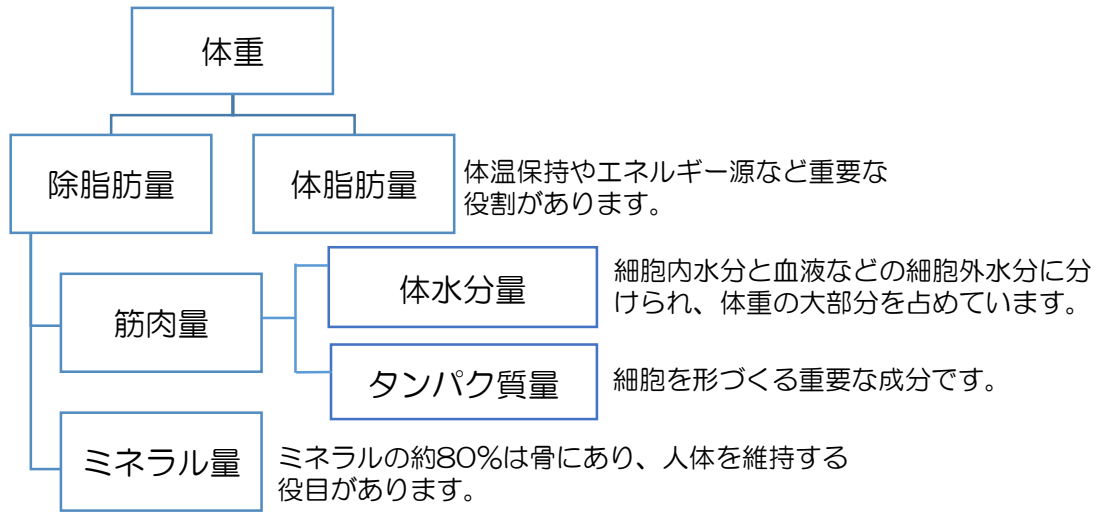 体重
除脂肪量
体脂肪量
体温保持やエネルギー源など重要な
役割があります。
筋肉量
体水分量
細胞内水分と血液などの細胞外水分に分
けられ、体重の大部分を占めています。
タンパク質量
細胞を形づくる重要な成分です。
ミネラル量
ミネラルの約80%は骨にあり、人体を維持する
役目があります。